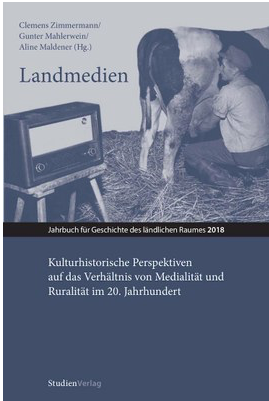 Clemens Zimmermann/
Gunter Mahlerwein/
Aline Maldener (Hg.)
Landmedien
Jahrbuch für Geschichte des ländlichen Raumes 2018
Kulturhistorische Perspektiven
auf das Verhältnis von Medialität und
Ruralität im 20. Jahrhundert
StudienVerlag